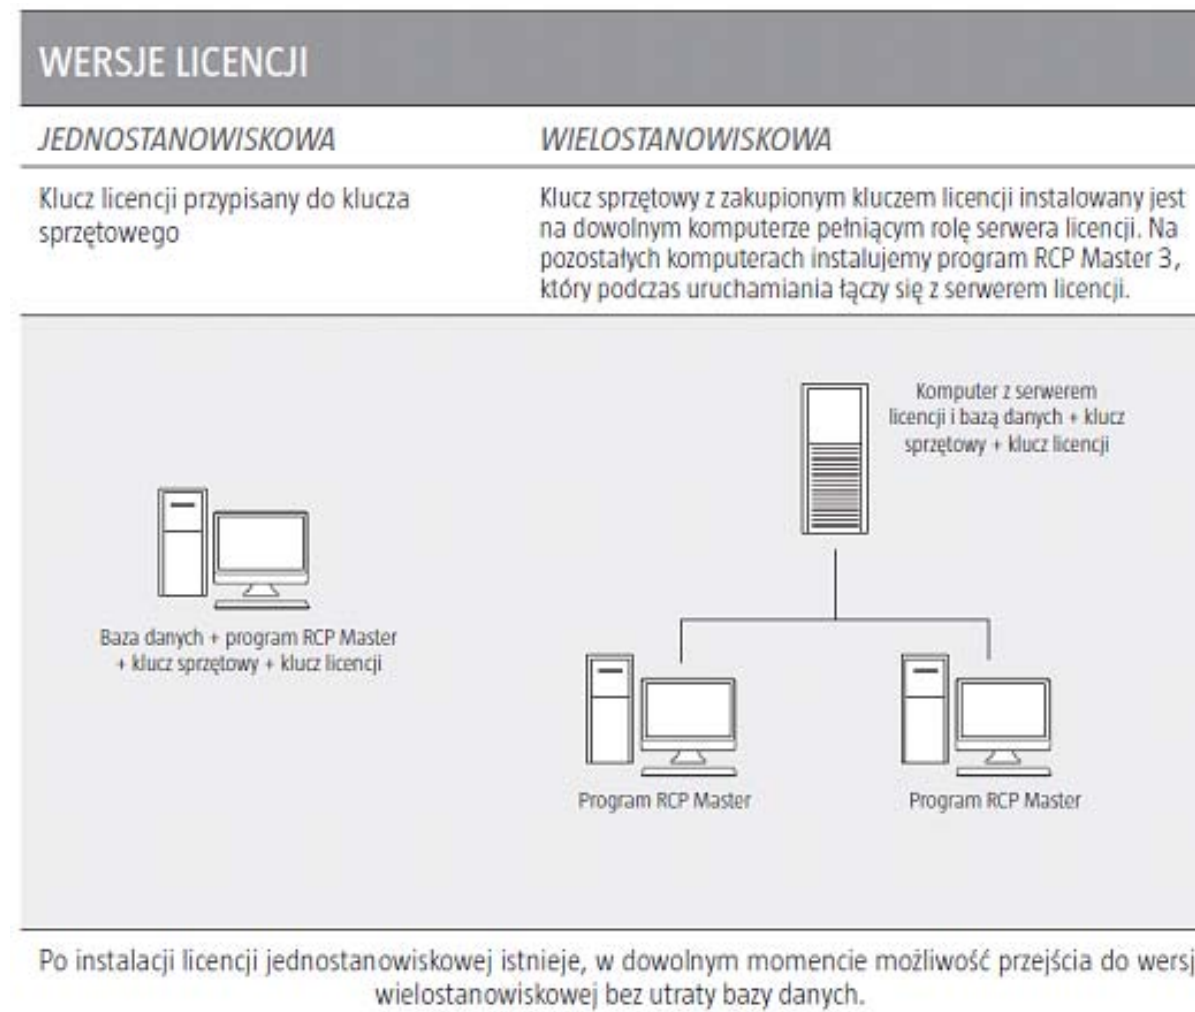 WERSJE LICENCJI
JEDNOSTANOWISKOWA
WIELOSTANOWISKOWA
Klucz licencji przypisany do klucza
sprzętowego
Klucz sprzętowy z zakupionym kluczem licencji instalowany jest
na dowolnym komputerze pełniącym rolę serwera licencji. Na
pozostałych komputerach instalujemy program RCP Master 3,
który podczas uruchamiania łączy się z serwerem licencji.
Komputer z serwerem
licencji i bazą danych + klucz
sprzętowy + klucz licencji
Baza danych + program RCP Master
+ klucz sprzętowy + klucz licencji
Program RCP Master
Program RCP Master
Po instalacji licencji jednostanowiskowej istnieje, w dowolnym momencie możliwość przejścia do wersj
wielostanowiskowej bez utraty bazy danych.